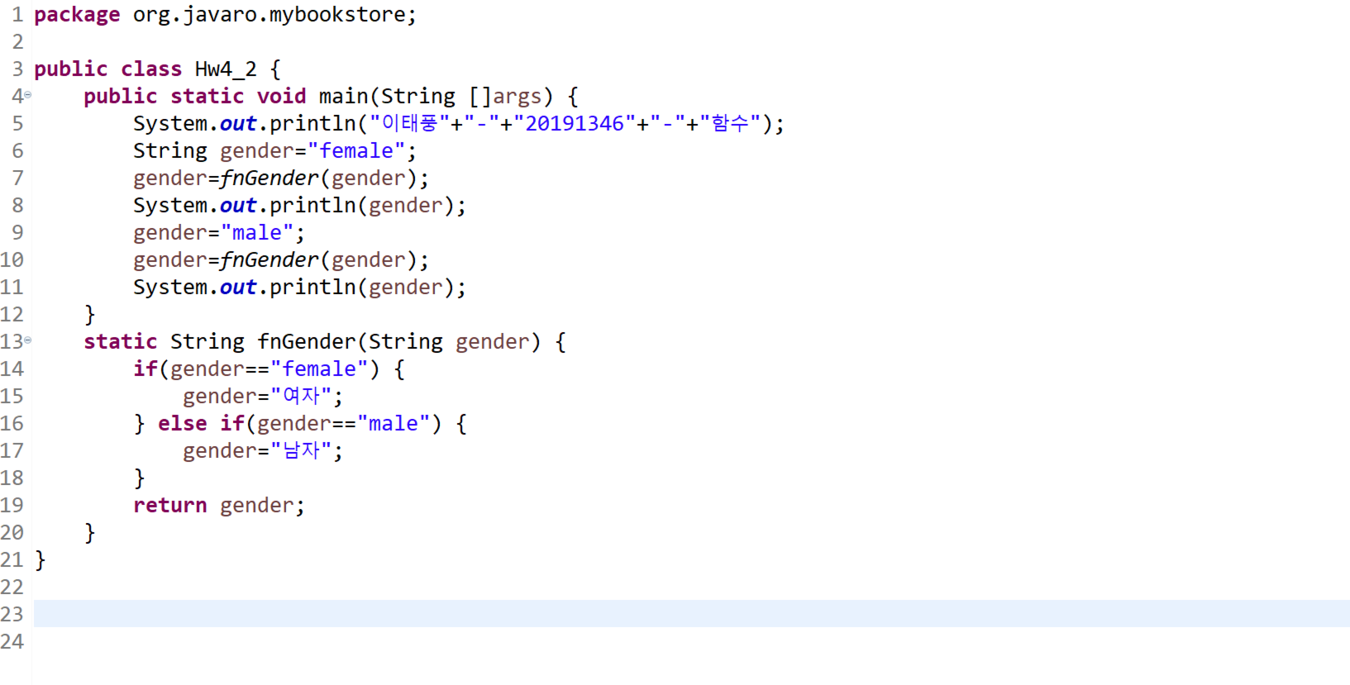 1 package org.javaro.mybookstore;
2
3 public class Hw4_2 {
4     public static void main(String []args) {
5         System.out.println("이태풍"+"-"+"20191346"+"-"+"함수");
6         String gender="female";
7         gender=fnGender(gender);
8         System.out.println(gender);
9         gender="male";
10         gender=fnGender(gender);
11         System.out.println(gender);
12     }
13     static String fnGender(String gender) {
14         if(gender=="female") {
15             gender="여자";
16         } else if(gender=="male") {
17             gender="남자";
18         }
19         return gender;
20     }
21 }
22
23
24